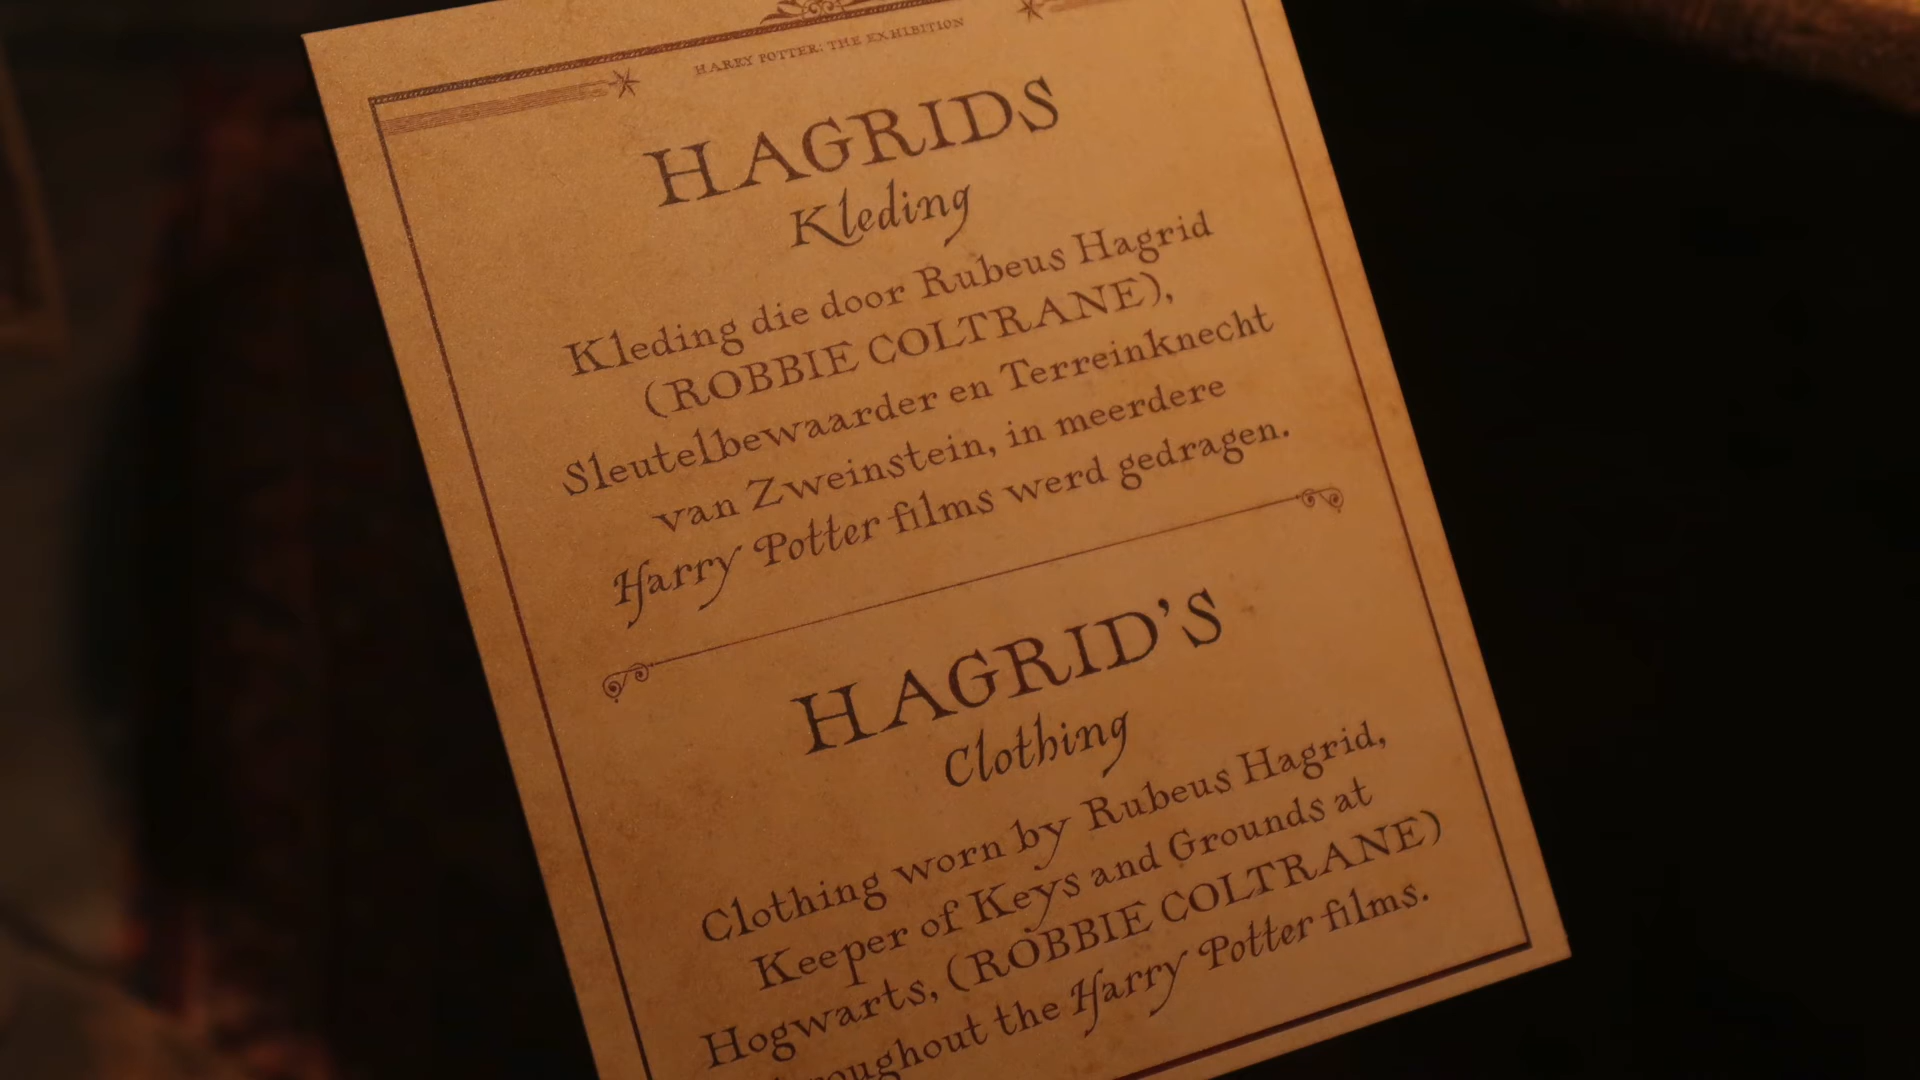 HARRY POTTER: THE EXHIBITION
HAGRIDS
Kleding
Kleding die door Rubeus Hagrid
(ROBBIE COLTRANE),
Sleutelbewaarder en Terreinknecht
van Zweinstein, in meerdere
Harry Potter films werd gedragen.
HAGRID'S
Clothing
Clothing worn by Rubeus Hagrid,
Keeper of Keys and Grounds at
Hogwarts, (ROBBIE COLTRANE)
throughout the Harry Potter films.